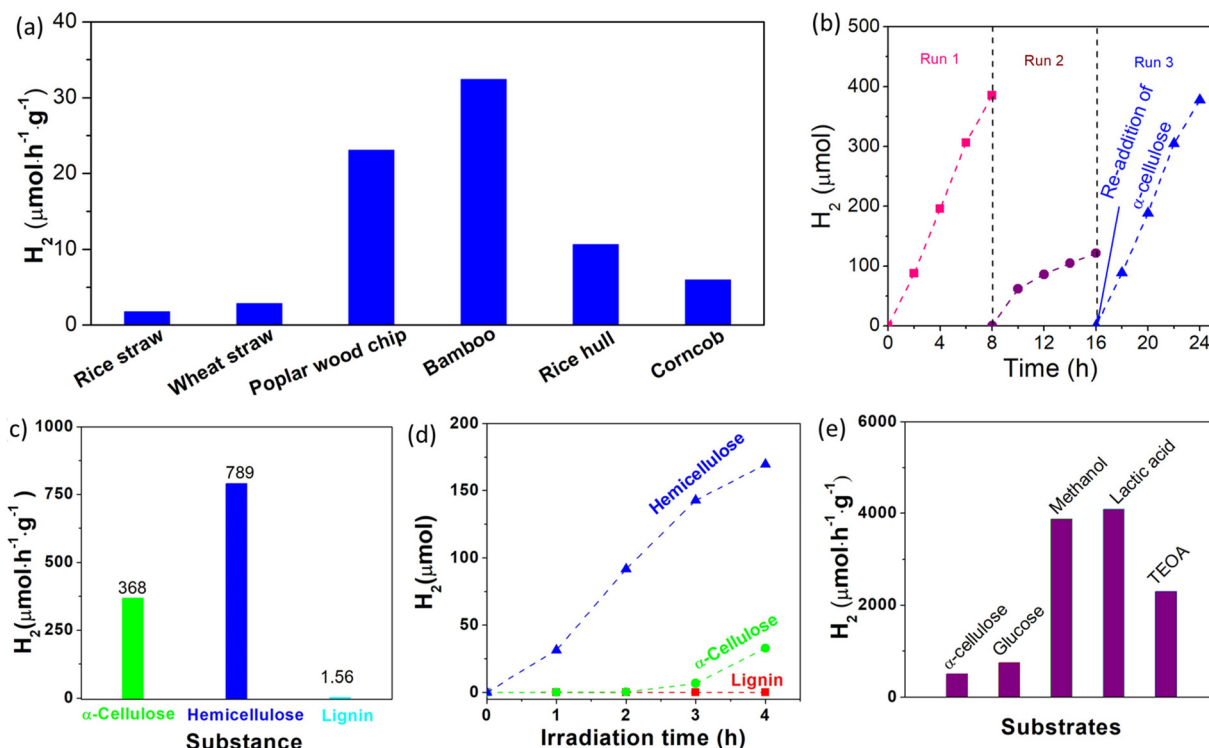 (a)
H2 (μmol·h-1·g-1)
40
30
20
10
0
Rice straw
Wheat straw
Poplar wood chip
Bamboo
Rice hull
Corncob
(b)
H2 (μmol)
500
400
300
200
100
0
Run 1
Run 2
Run 3
Re-addition of
α-cellulose
0 4 8 12 16 20 24
Time (h)
c)
H2(μmol·h-1·g-1)
1000
750
500
250
0
368
789
1.56
α-Cellulose
Hemicellulose
Lignin
Substance
(d)
H2(μmol)
200
150
100
50
0
Hemicellulose
α-Cellulose
Lignin
0 1 2 3 4
Irradiation time (h)
(e)
H2 (μmol·h-1·g-1)
6000
4000
2000
0
α-cellulose
Glucose
Methanol
Lactic acid
TEOA
Substrates